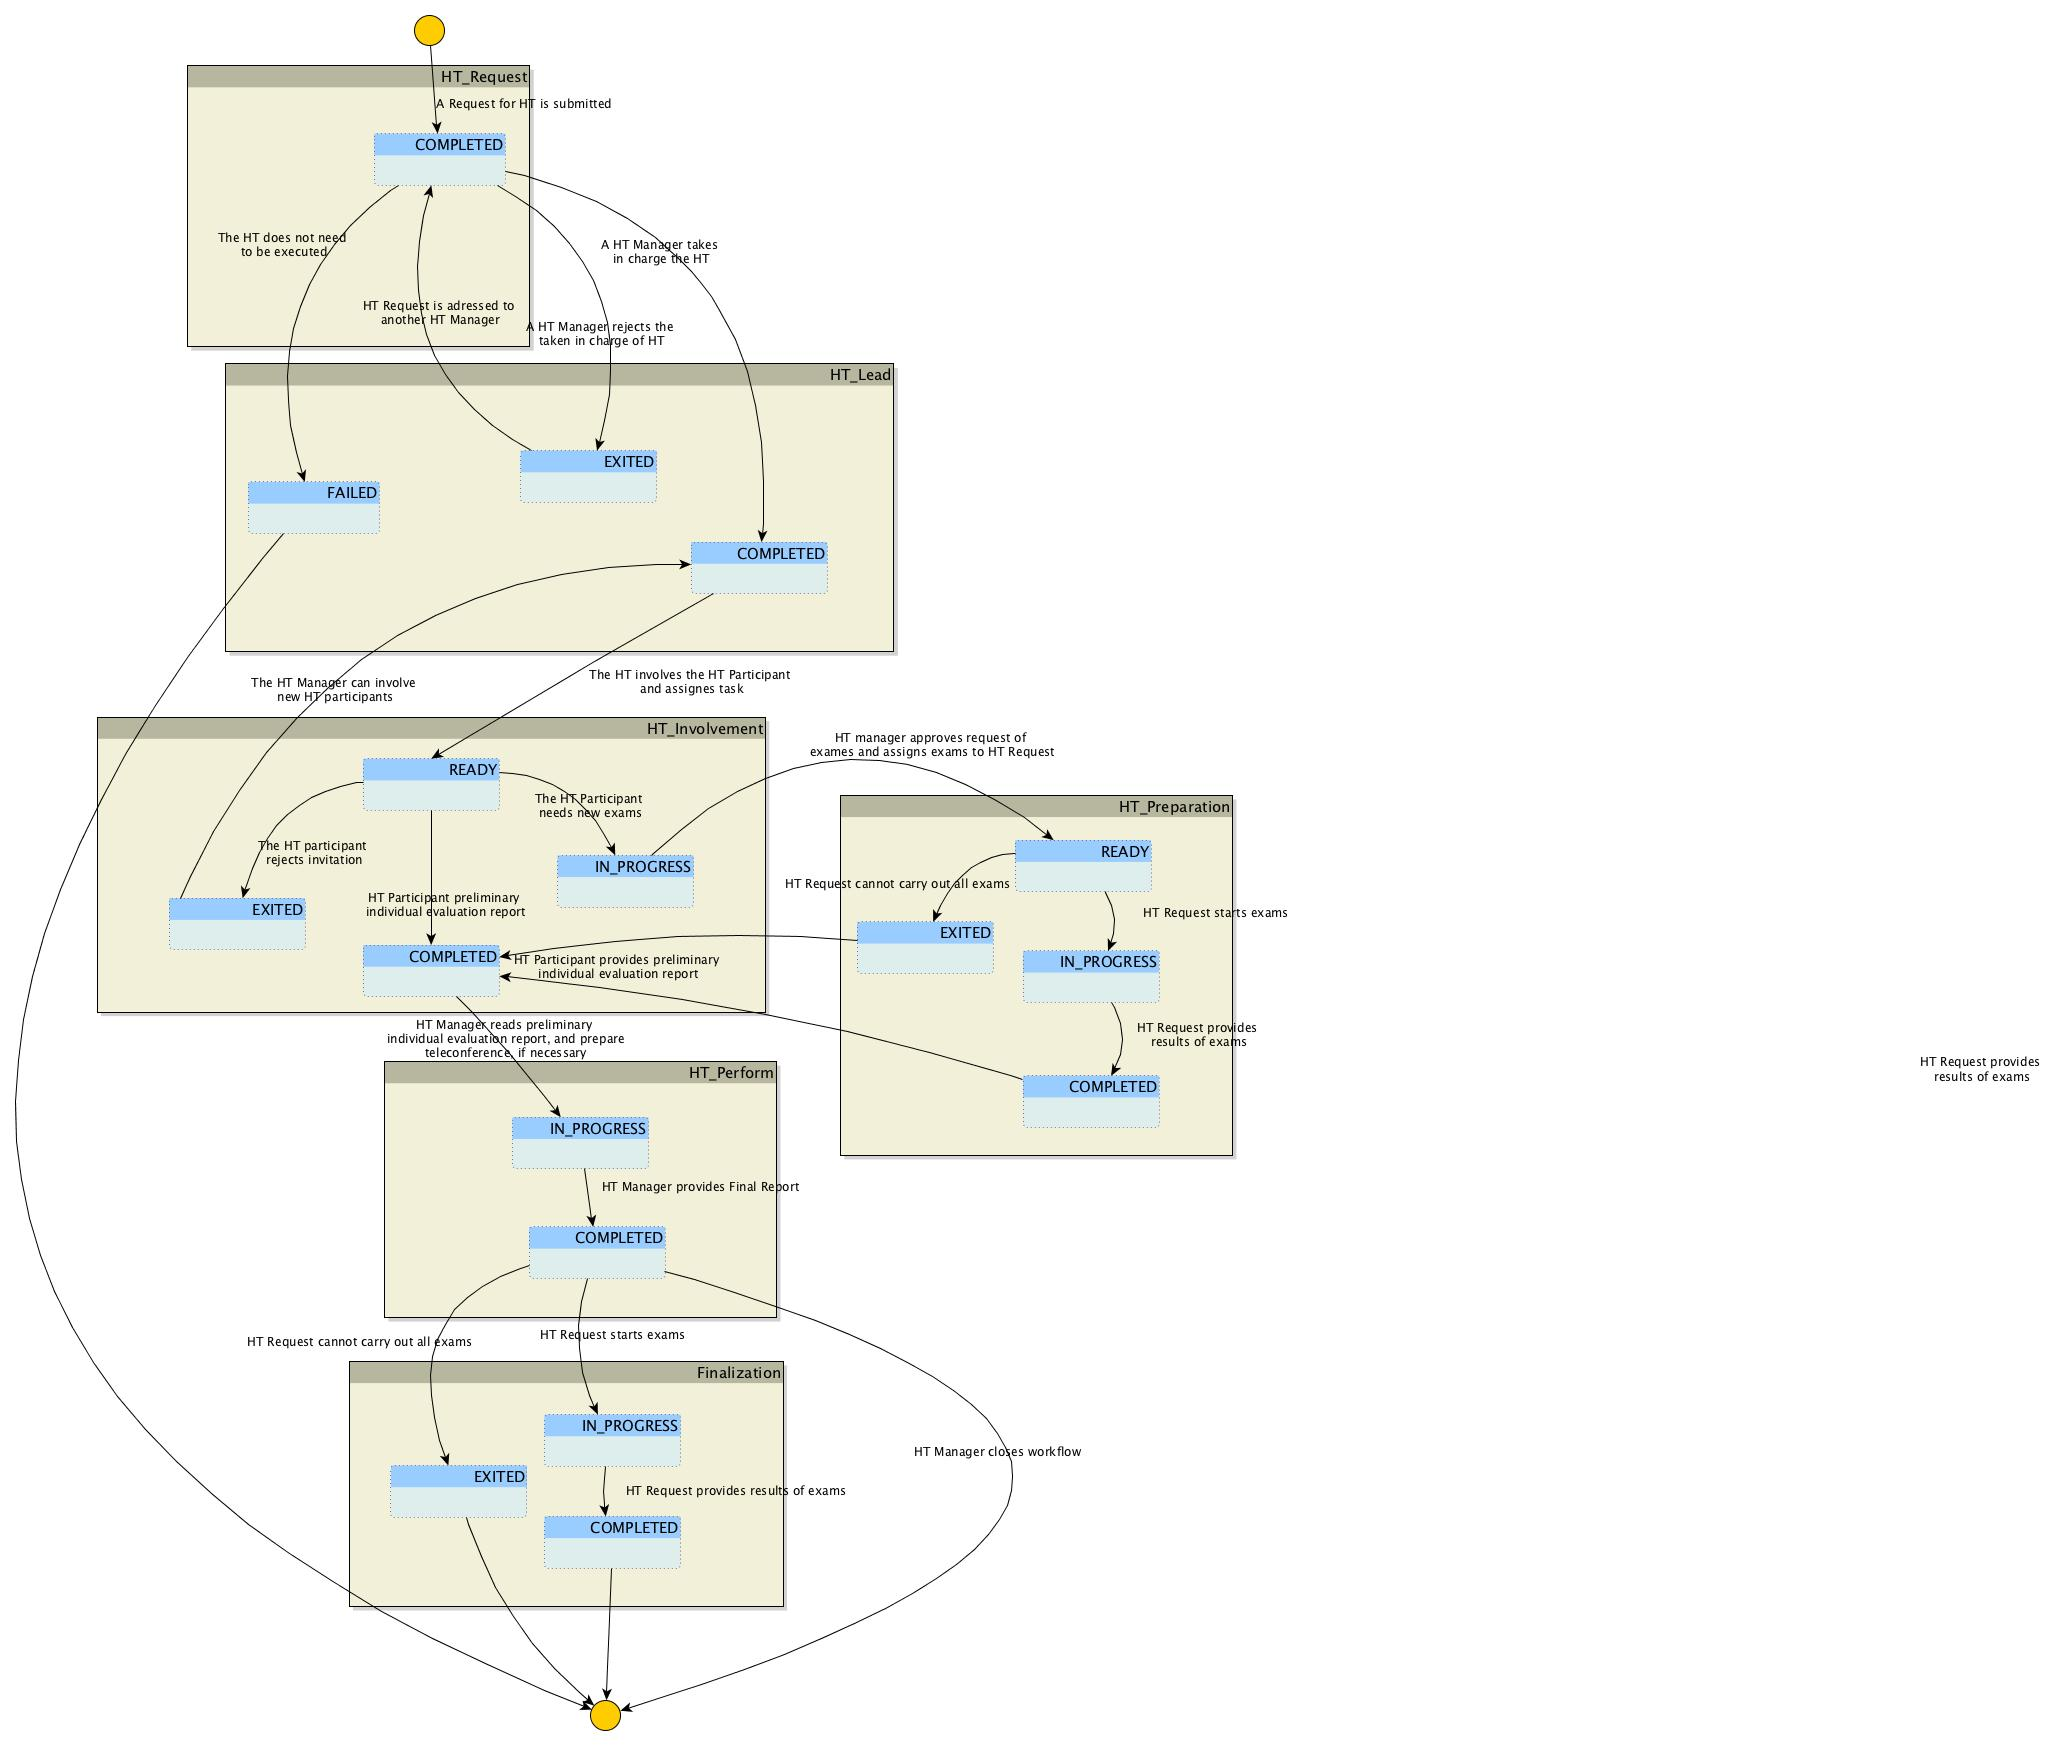 HT_Request
A Request for HT is submitted
COMPLETED
The HT does not need
to be executed
A HT Manager takes
in charge the HT
HT Request is adressed to
another HT Manager
A HT Manager rejects the
taken in charge of HT
HT_Lead
EXITED
FAILED
COMPLETED
The HT Manager can involve
new HT participants
The HT involves the HT Participant
and assignes task
HT_Involvement
HT manager approves request of
exames and assigns exams to HT Request
READY
The HT Participant
needs new exams
The HT participant
rejects invitation
IN_PROGRESS
HT Participant preliminary
individual evaluation report
EXITED
COMPLETED
HT Participant provides preliminary
individual evaluation report
HT_Preparation
READY
HT Request cannot carry out all exams
HT Request starts exams
EXITED
IN_PROGRESS
HT Request provides
results of exams
COMPLETED
HT Request provides
results of exams
HT Manager reads preliminary
individual evaluation report, and prepare
teleconference, if necessary
HT_Perform
IN_PROGRESS
HT Manager provides Final Report
COMPLETED
HT Request cannot carry out all exams
HT Request starts exams
Finalization
IN_PROGRESS
HT Manager closes workflow
EXITED
HT Request provides results of exams
COMPLETED